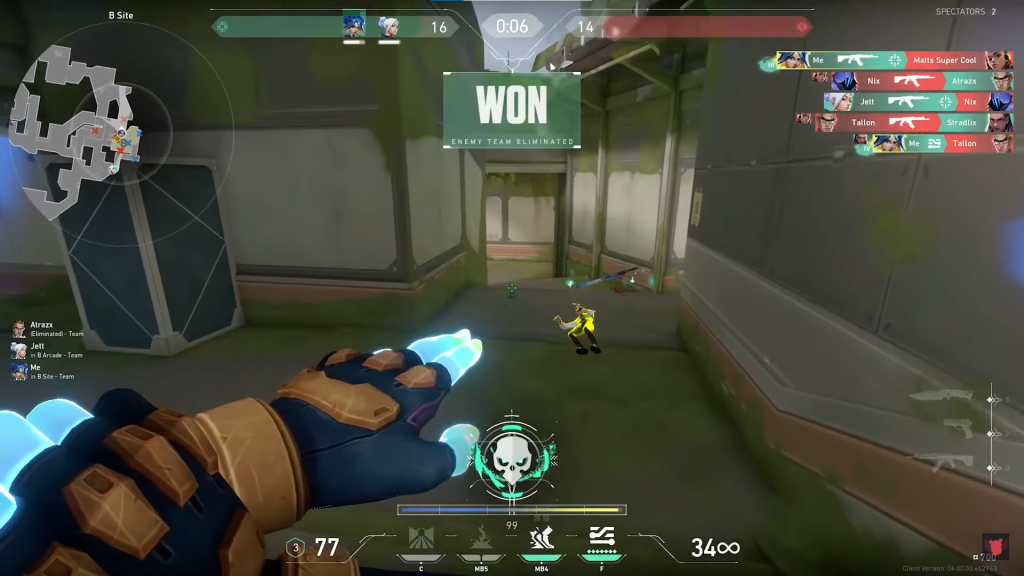 B Site
16
0:06
14
SPECTATORS 2
WON
ENEMY TEAM ELIMINATED
Me Matts Super Cool
Nix Atrazx
Jett Nix
Tallon Stradlix
Me Tallon
Atrazx
(Eliminated) - Team
Jett
in B Arcade - Team
Me
in B Site - Team
99
3 77
34∞
C MB5 MB4 F
700